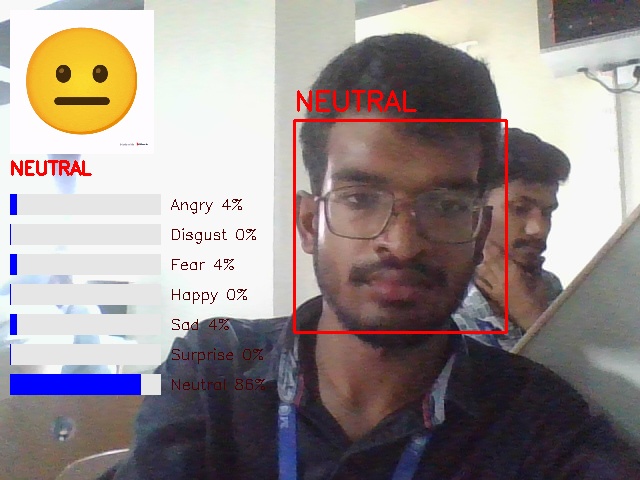 NEUTRAL
NEUTRAL
Angry 4%
Disgust 0%
Fear 4%
Happy 0%
Sad 4%
Surprise 0%
Neutral 86%